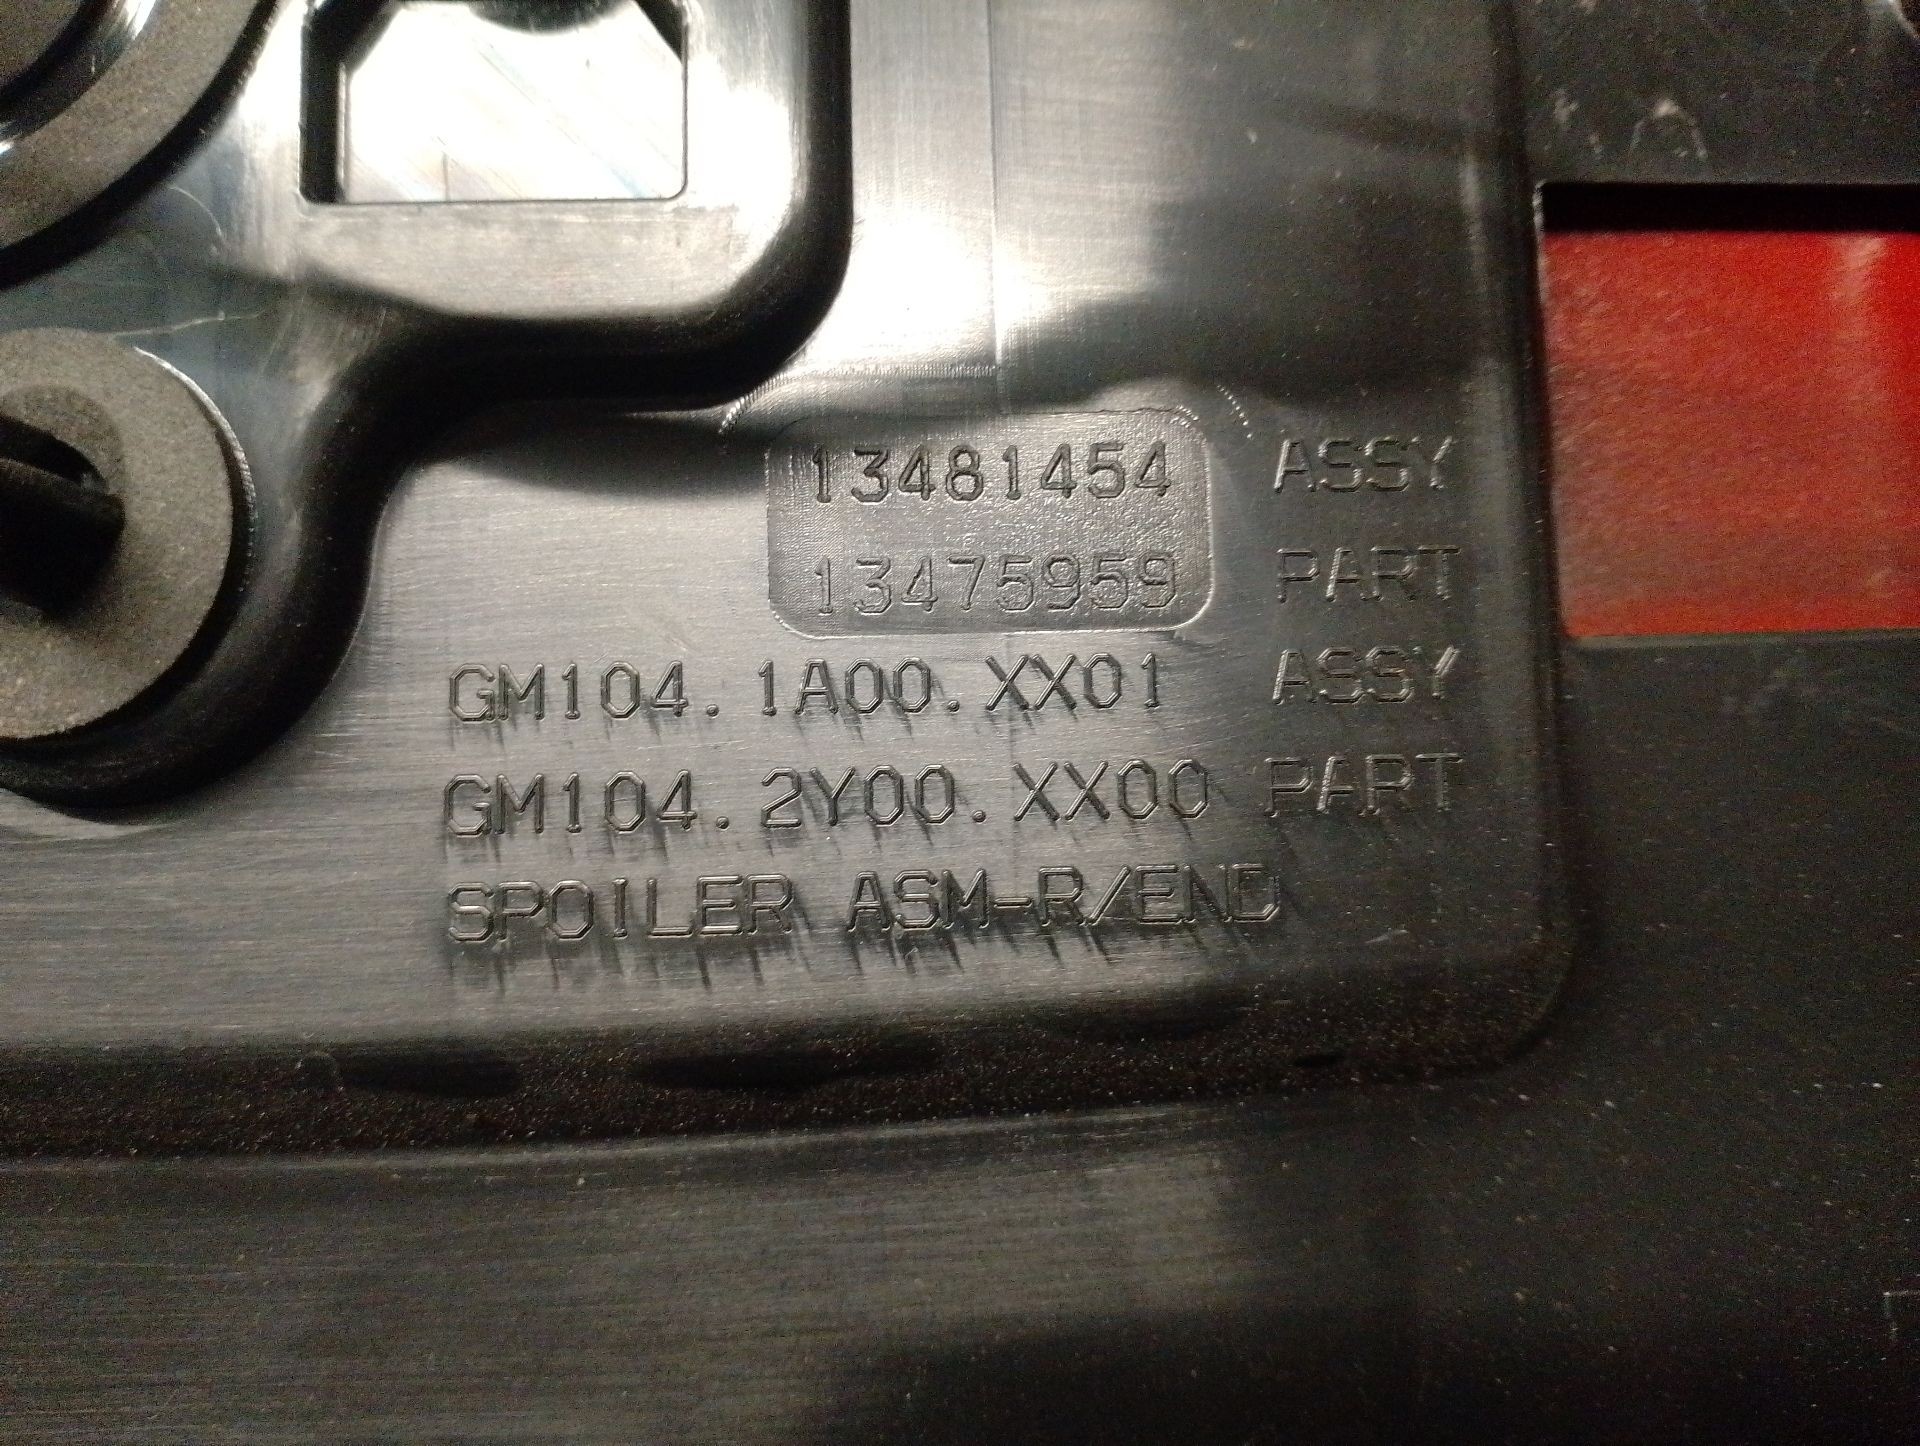 13481454 ASSY
13475959 PART
GM104.1A00.XX01 ASSY
GM104.2Y00.XX00 PART
SPOILER ASM-R/END